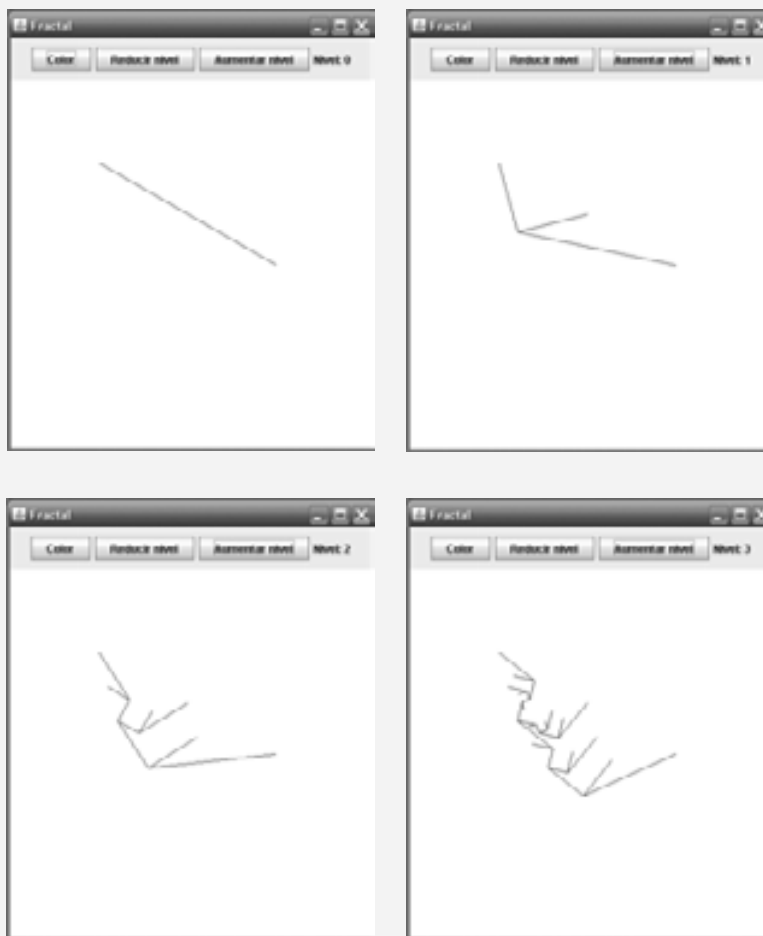 Fractal
Color Reducir nivel Aumentar nivel Nivel: 0
Fractal
Color Reducir nivel Aumentar nivel Nivel: 1
Fractal
Color Reducir nivel Aumentar nivel Nivel: 2
Fractal
Color Reducir nivel Aumentar nivel Nivel: 3